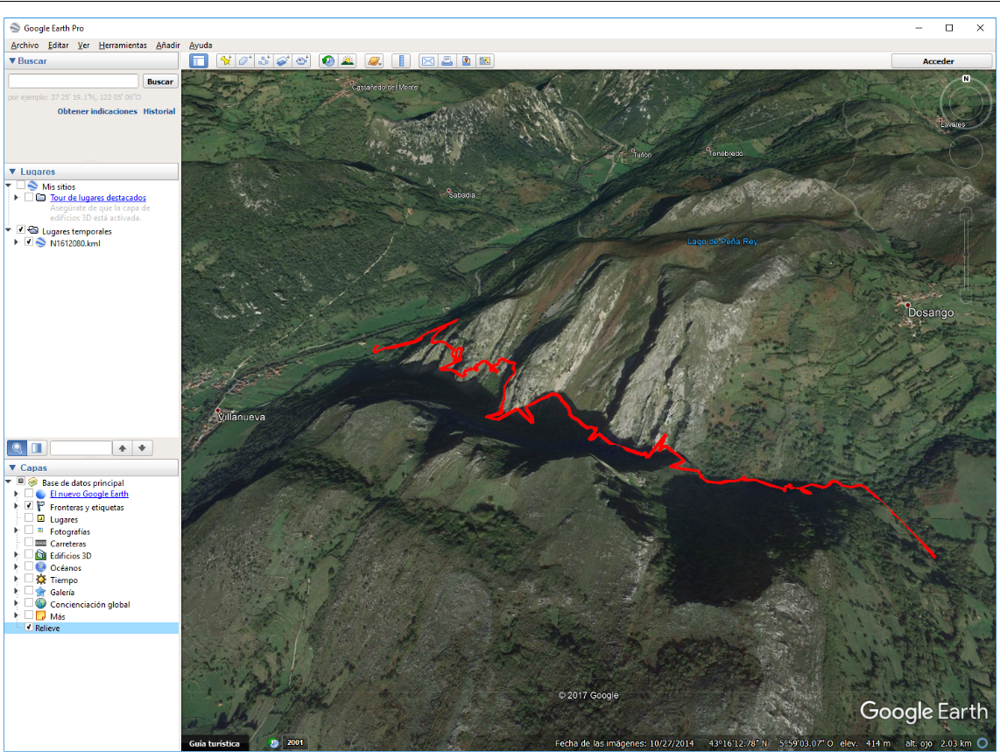 Google Earth Pro
Archivo Editar Ver Herramientas Añadir Ayuda
Buscar
Buscar
por ejemplo: 37 25' 19.1"N, 122 05' 06"O
Obtener indicaciones Historial
Lugares
Mis sitios
Tour de lugares destacados
Asegúrate de que la capa de
edificios 3D está activada.
Lugares temporales
N1612080.kml
Capas
Base de datos principal
El nuevo Google Earth
Fronteras y etiquetas
Lugares
Fotografías
Carreteras
Edificios 3D
Océanos
Tiempo
Galería
Concienciación global
Más
Relieve
Acceder
N
Castañedo del Monte
Lavares
Tuñón
Tenebredo
Sabadia
Lago de Peña Rey
Dosango
Villanueva
© 2017 Google
Google Earth
Guía turística
2001
Fecha de las imágenes: 10/27/2014 43°16'12.78" N 5°59'03.07" O elev. 414 m alt. ojo 2.03 km